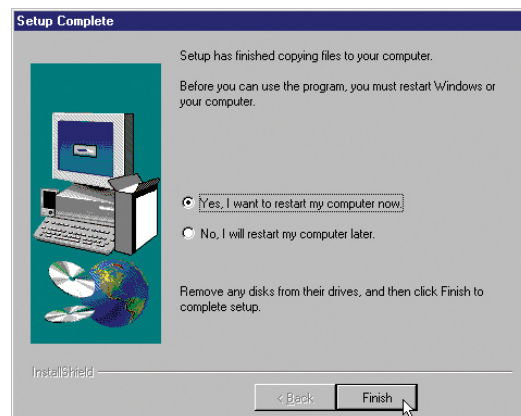 Setup Complete
Setup has finished copying files to your computer.
Before you can use the program, you must restart Windows or
your computer.
Yes, I want to restart my computer now.
No, I will restart my computer later.
Remove any disks from their drives, and then click Finish to
complete setup.
InstallShield
< Back Finish